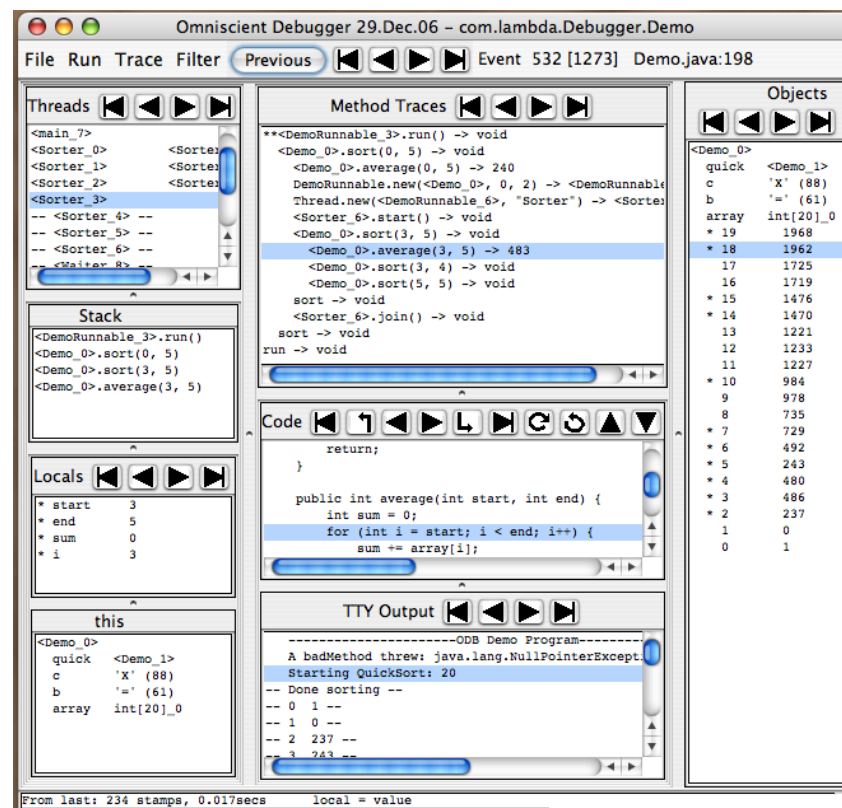 Omniscient Debugger 29.Dec.06 – com.lambda.Debugger.Demo
File Run Trace Filter Previous Event 532 [1273] Demo.java:198
Threads
<main_7>
<Sorter_0> <Sorter
<Sorter_1> <Sorter
<Sorter_2> <Sorter
<Sorter_3>
-- <Sorter_4> --
-- <Sorter_5> --
-- <Sorter_6> --
-- <Waiter_8> --
Stack
<DemoRunnable_3>.run()
<Demo_0>.sort(0, 5)
<Demo_0>.sort(3, 5)
<Demo_0>.average(3, 5)
Locals
* start 3
* end 5
* sum 0
* i 3
this
<Demo_0>
quick <Demo_1>
c 'X' (88)
b '=' (61)
array int[20]_0
Method Traces
**<DemoRunnable_3>.run() -> void
<Demo_0>.sort(0, 5) -> void
<Demo_0>.average(0, 5) -> 240
DemoRunnable.new(<Demo_0>, 0, 2) -> <DemoRunnable
Thread.new(<DemoRunnable_6>, "Sorter") -> <Sorter
<Sorter_6>.start() -> void
<Demo_0>.sort(3, 5) -> void
<Demo_0>.average(3, 5) -> 483
<Demo_0>.sort(3, 4) -> void
<Demo_0>.sort(5, 5) -> void
sort -> void
<Sorter_6>.join() -> void
sort -> void
run -> void
Code
return;
}
public int average(int start, int end) {
int sum = 0;
for (int i = start; i < end; i++) {
sum += array[i];
TTY Output
----------------------ODB Demo Program--------
A badMethod threw: java.lang.NullPointerExcept
Starting QuickSort: 20
-- Done sorting --
-- 0 1 --
-- 1 0 --
-- 2 237 --
-- 3 243 --
Objects
<Demo_0>
quick <Demo_1>
c 'X' (88)
b '=' (61)
array int[20]_0
* 19 1968
* 18 1962
17 1725
16 1719
* 15 1476
* 14 1470
13 1221
12 1233
11 1227
* 10 984
9 978
8 735
* 7 729
* 6 492
* 5 243
* 4 480
* 3 486
* 2 237
1 0
0 1
From last: 234 stamps, 0.017secs local = value